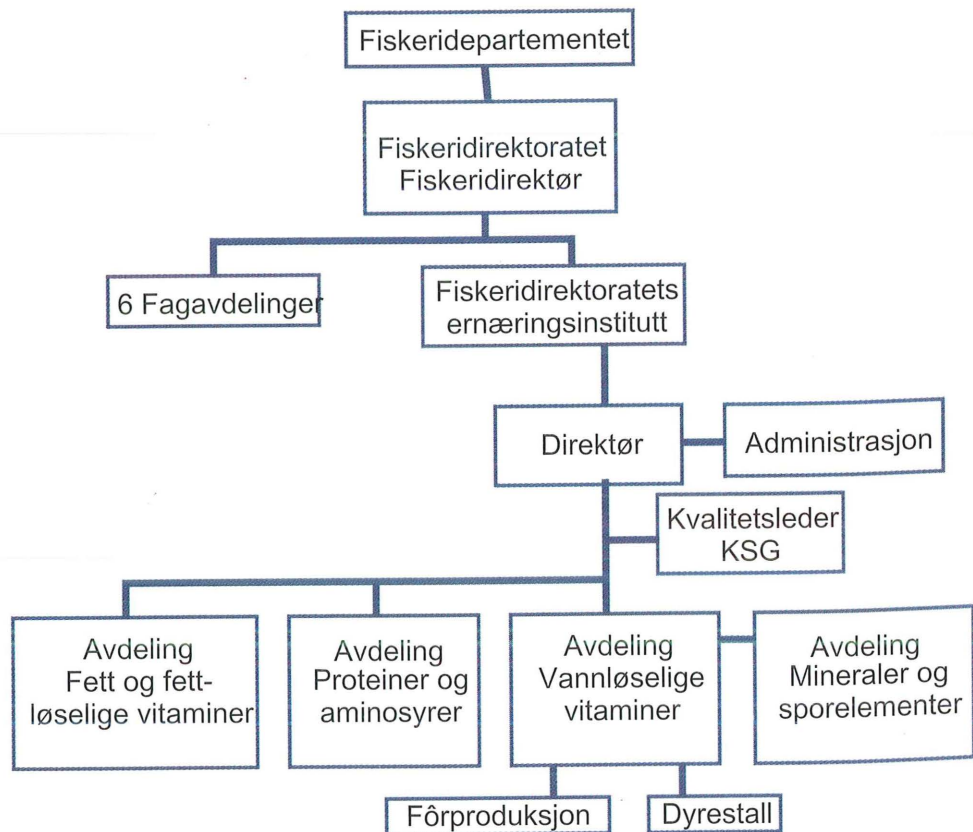 Fiskeridepartementet
Fiskeridirektoratet
Fiskeridirektør
6 Fagavdelinger
Fiskeridirektoratets
ernæringsinstitutt
Direktør
Administrasjon
Kvalitetsleder
KSG
Avdeling
Fett og fett-
løselige vitaminer
Avdeling
Proteiner og
aminosyrer
Avdeling
Vannløselige
vitaminer
Avdeling
Mineraler og
sporelementer
Fôrproduksjon
Dyrestall